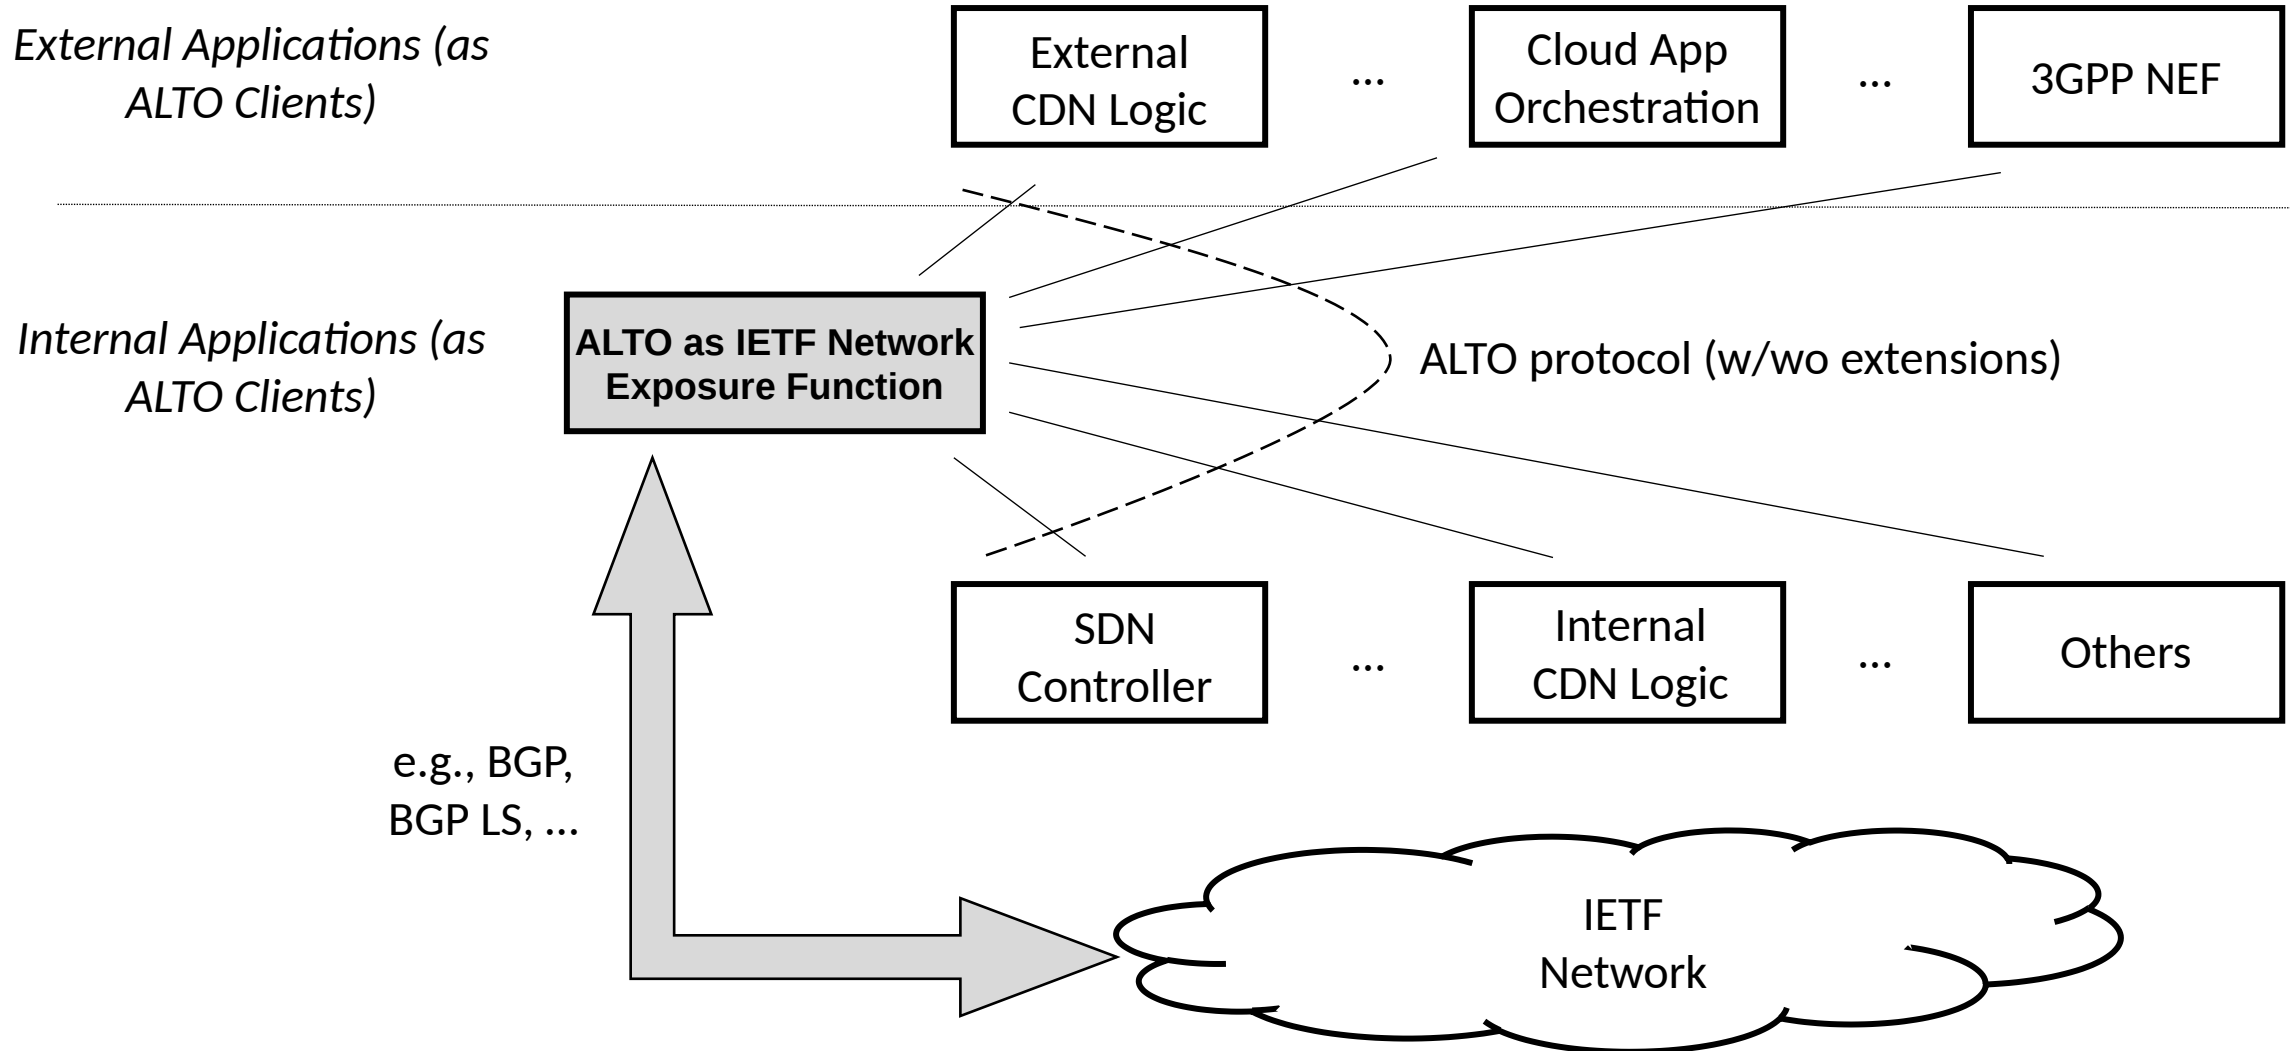 External Applications (as
ALTO Clients)
External
CDN Logic
...
Cloud App
Orchestration
...
3GPP NEF
Internal Applications (as
ALTO Clients)
ALTO as IETF Network
Exposure Function
ALTO protocol (w/wo extensions)
SDN
Controller
...
Internal
CDN Logic
...
Others
e.g., BGP,
BGP LS, ...
IETF
Network